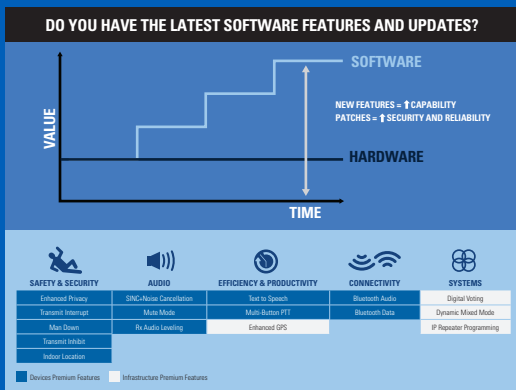 DO YOU HAVE THE LATEST SOFTWARE FEATURES AND UPDATES?
SOFTWARE
NEW FEATURES = ⬆ CAPABILITY
PATCHES = ⬆ SECURITY AND RELIABILITY
VALUE
HARDWARE
TIME
SAFETY & SECURITY
Enhanced Privacy
Transmit Interrupt
Man Down
Transmit Inhibit
Indoor Location
AUDIO
SINC+Noise Cancellation
Mute Mode
Rx Audio Leveling
EFFICIENCY & PRODUCTIVITY
Text to Speech
Multi-Button PTT
Enhanced GPS
CONNECTIVITY
Bluetooth Audio
Bluetooth Data
SYSTEMS
Digital Voting
Dynamic Mixed Mode
IP Repeater Programming
Devices Premium Features
Infrastructure Premium Features